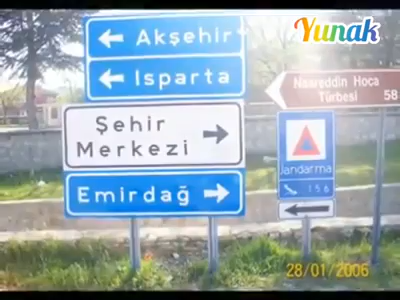 Yunak
Akşehir
Isparta
Şehir
Merkezi
Emirdağ
Nasreddin Hoca
Türbesi
58
Jandarma
156
28/01/2006